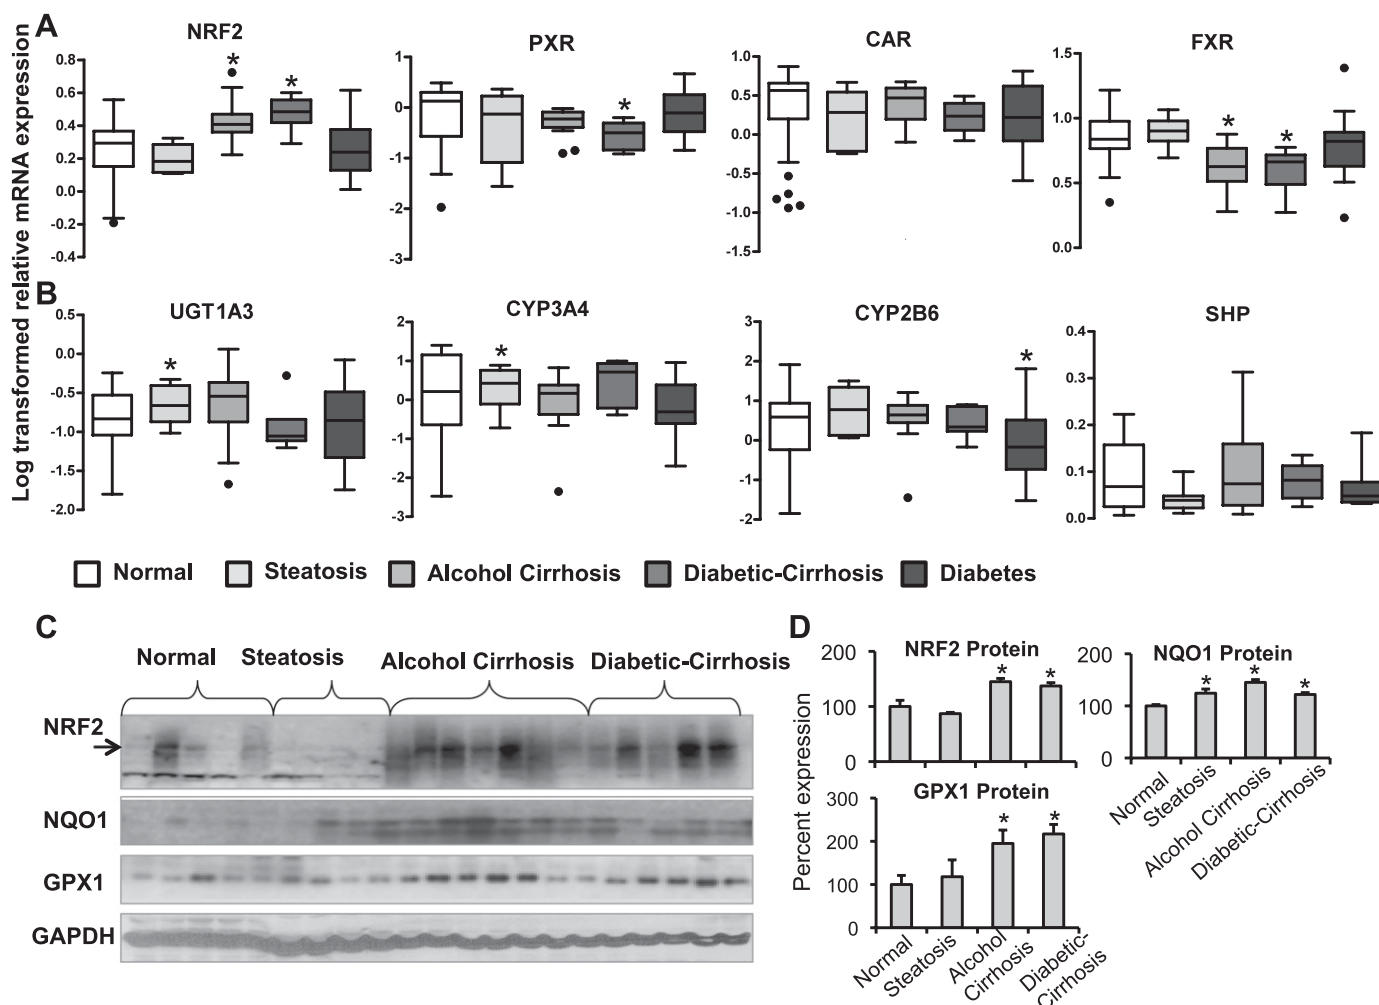 A
Log transformed relative mRNA expression
NRF2
PXR
CAR
FXR
0.8
0.6
0.4
0.2
0.0
-0.2
-0.4
*
*
1
0
-1
-2
-3
*
1.0
0.5
0.0
-0.5
-1.0
-1.5
1.5
1.0
0.5
0.0
*
*
B
UGT1A3
CYP3A4
CYP2B6
SHP
0.5
0.0
-0.5
-1.0
-1.5
-2.0
*
2
1
0
-1
-2
-3
*
3
2
1
0
-1
-2
*
0.4
0.3
0.2
0.1
0.0
Normal
Steatosis
Alcohol Cirrhosis
Diabetic-Cirrhosis
Diabetes
C
Normal
Steatosis
Alcohol Cirrhosis
Diabetic-Cirrhosis
NRF2
NQO1
GPX1
GAPDH
D
Percent expression
NRF2 Protein
200
100
0
*
*
NQO1 Protein
200
100
0
*
*
*
Normal
Steatosis
Alcohol Cirrhosis
Diabetic-Cirrhosis
GPX1 Protein
300
200
100
0
*
*
Normal
Steatosis
Alcohol
Cirrhosis
Diabetic-
Cirrhosis